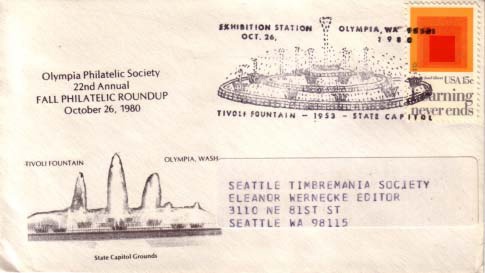 EXHIBITION STATION OLYMPIA, WA 98501
OCT. 26, 1980
TIVOLI FOUNTAIN - 1953 - STATE CAPITOL
USA 15c
Learning
never ends
Olympia Philatelic Society
22nd Annual
FALL PHILATELIC ROUNDUP
October 26, 1980
TIVOLI FOUNTAIN OLYMPIA, WASH.
State Capitol Grounds
SEATTLE TIMBREMANIA SOCIETY
ELEANOR WERNECKE EDITOR
3110 NE 81ST ST
SEATTLE WA 98115